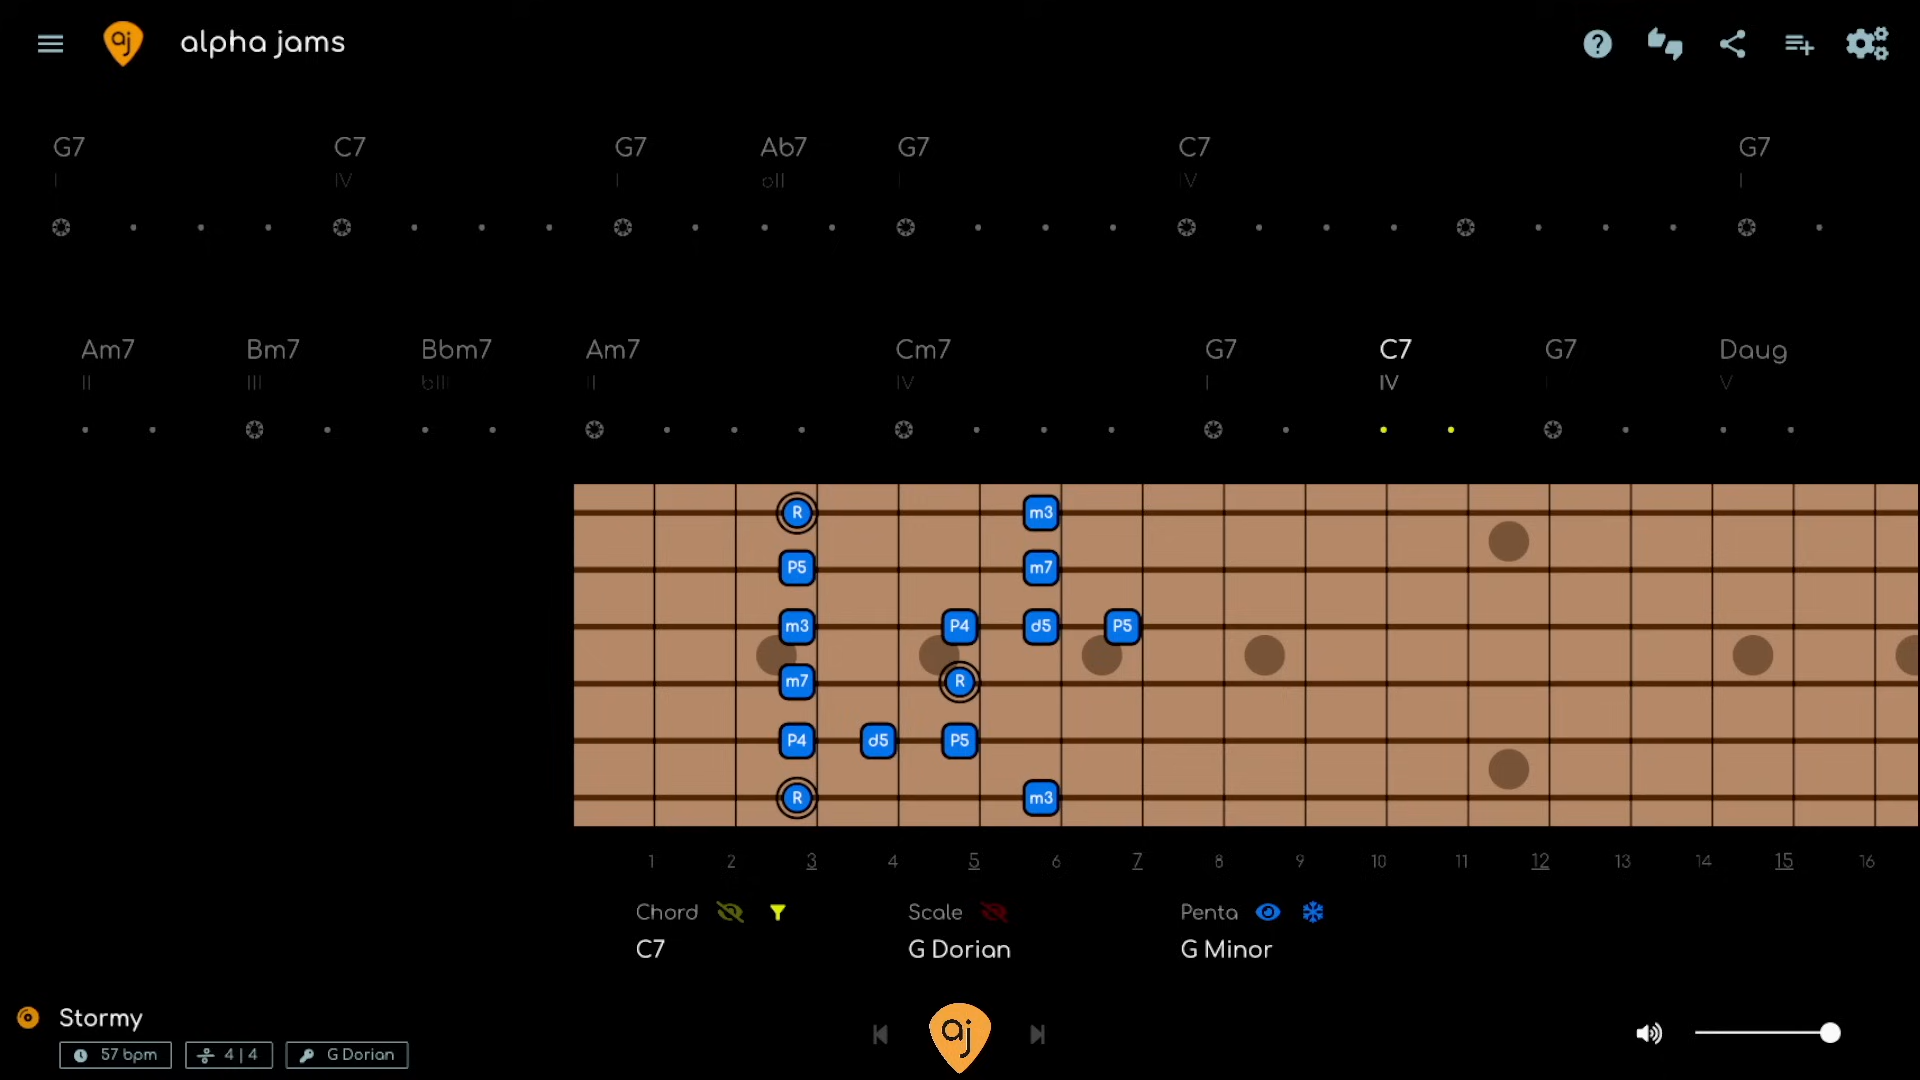 aj alpha jams
G7 C7 G7 Ab7 G7 C7 G7
I IV I bII I IV I
Am7 Bm7 Bbm7 Am7 Cm7 G7 C7 G7 Daug
II III bIII II IV I IV I V
R m3
P5 m7
m3 P4 d5 P5
m7 R
P4 d5 P5
R m3
1 2 3 4 5 6 7 8 9 10 11 12 13 14 15 16
Chord Scale Penta
C7 G Dorian G Minor
Stormy
57 bpm 4|4 G Dorian
aj